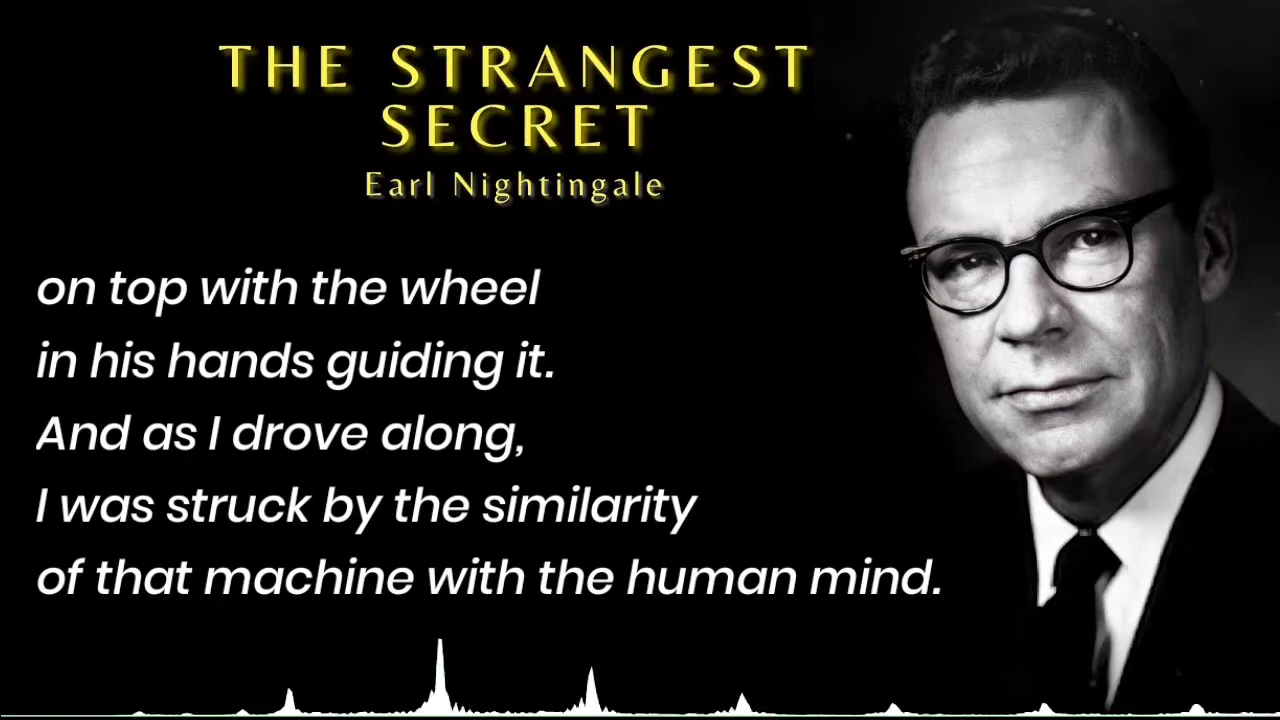 THE STRANGEST
SECRET
Earl Nightingale
on top with the wheel
in his hands guiding it.
And as I drove along,
I was struck by the similarity
of that machine with the human mind.